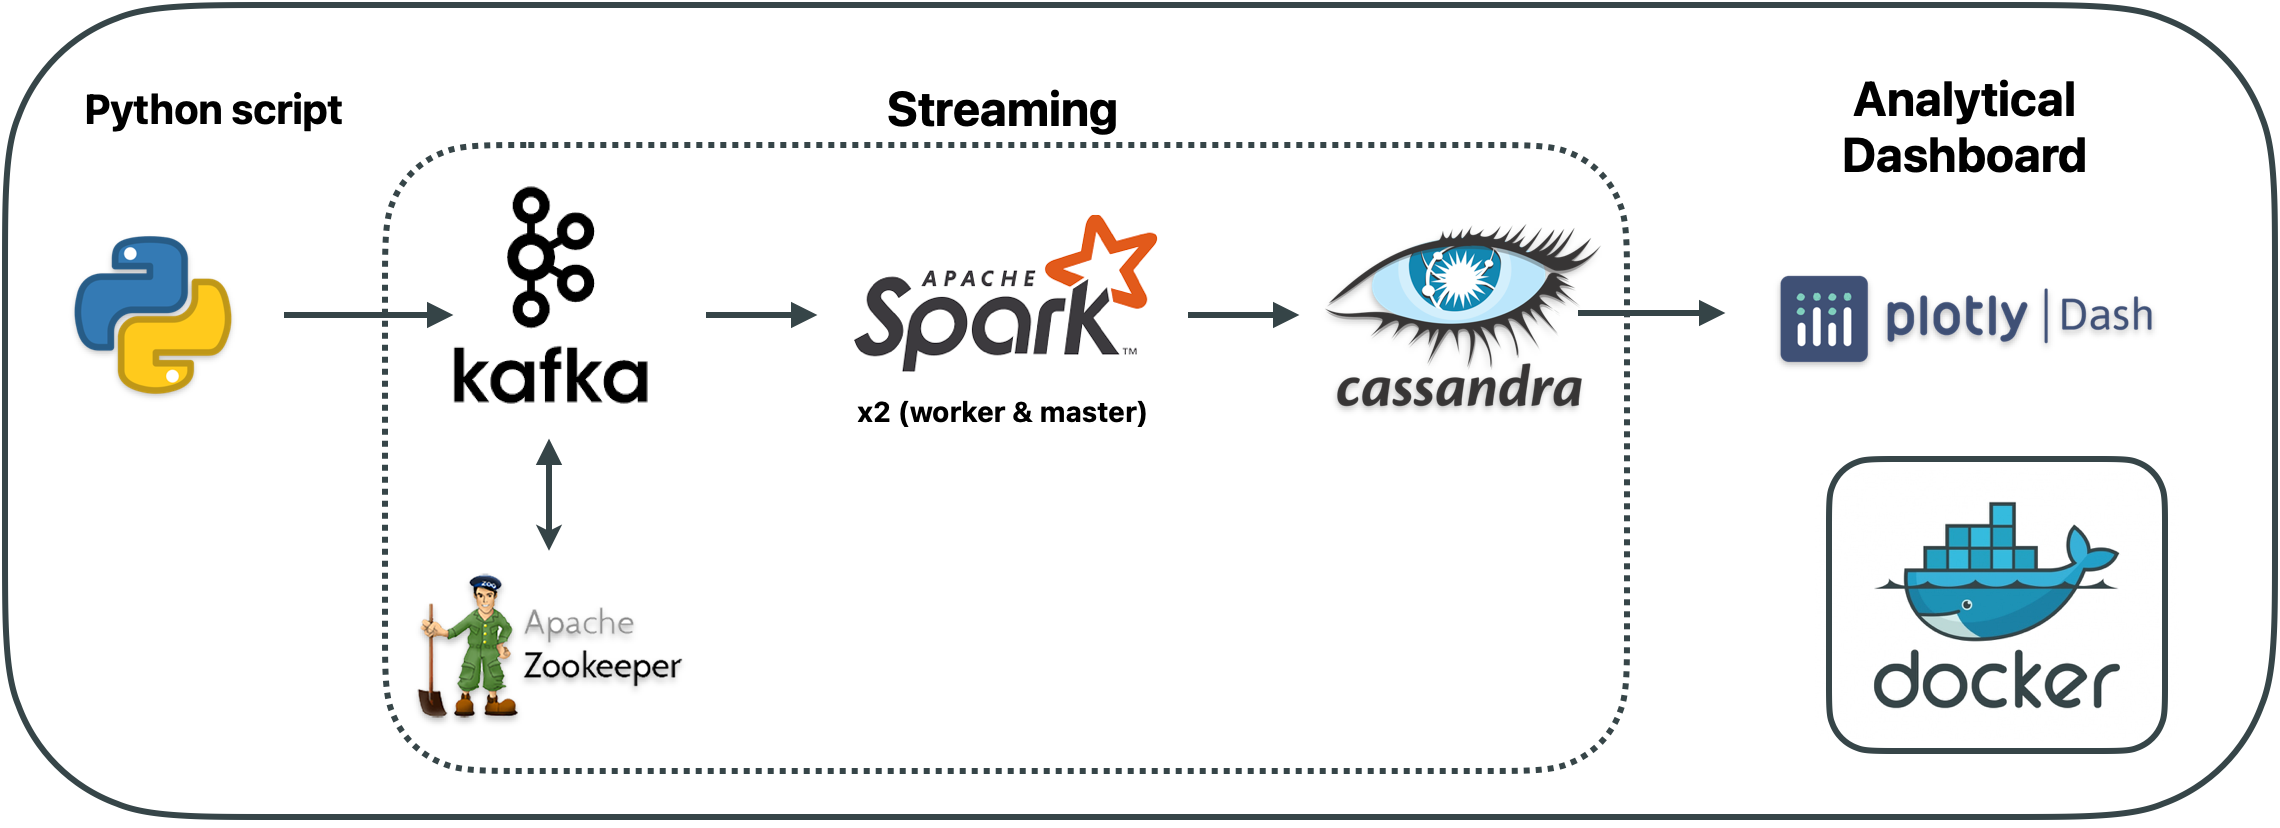 Python script
Streaming
Analytical
Dashboard
kafka
APACHE
Spark™
x2 (worker & master)
cassandra
plotly | Dash
ZOO
Apache
Zookeeper
docker